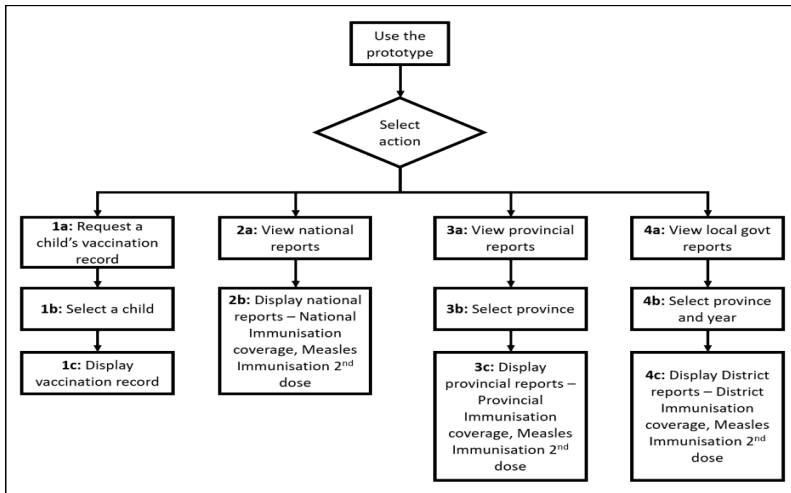 Use the
prototype
Select
action
1a: Request a
child's vaccination
record
1b: Select a child
1c: Display
vaccination record
2a: View national
reports
2b: Display national
reports – National
Immunisation
coverage, Measles
Immunisation 2nd
dose
3a: View provincial
reports
3b: Select province
3c: Display
provincial reports –
Provincial
Immunisation
coverage, Measles
Immunisation 2nd
dose
4a: View local govt
reports
4b: Select province
and year
4c: Display District
reports – District
Immunisation
coverage, Measles
Immunisation 2nd
dose